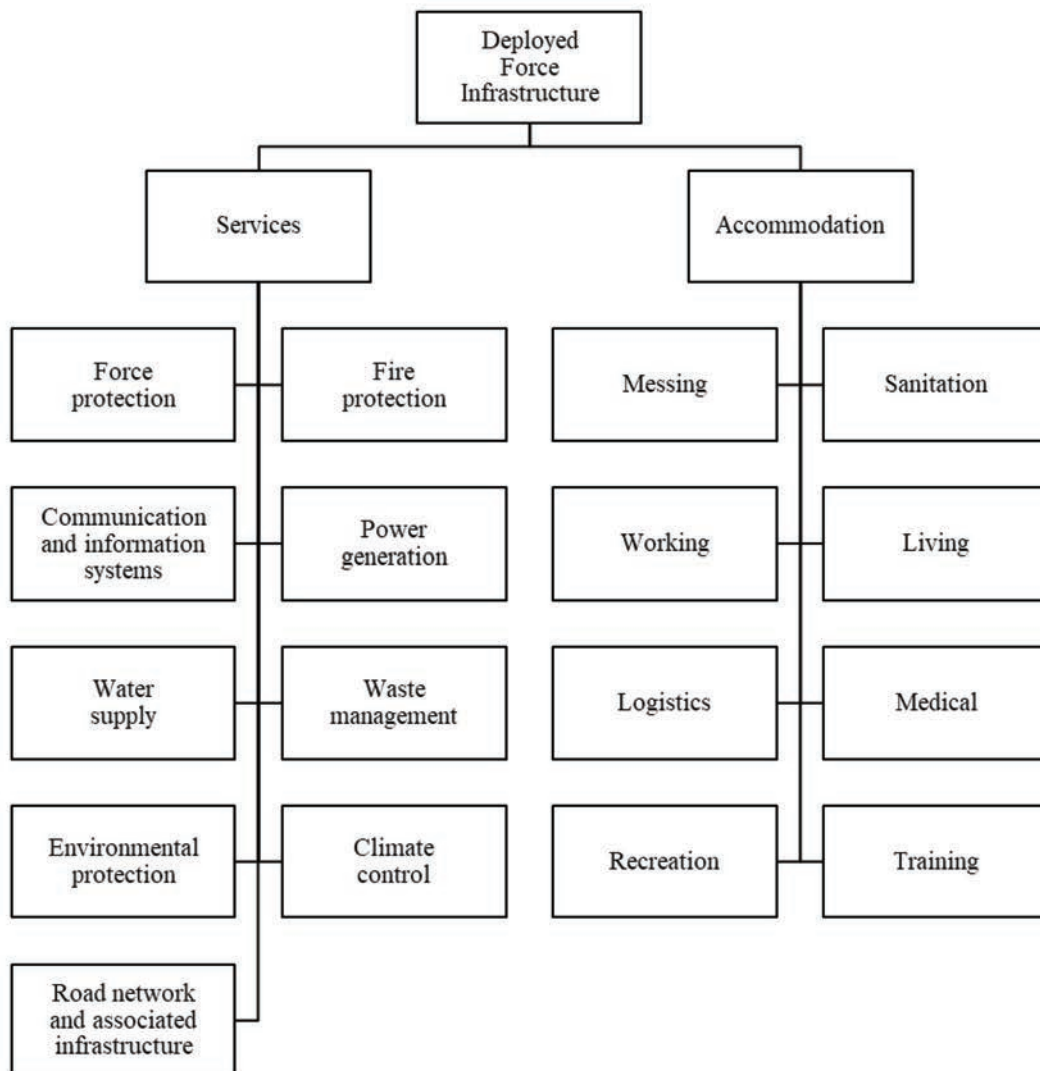 Deployed
Force
Infrastructure
Services
Accommodation
Force
protection
Fire
protection
Messing
Sanitation
Communication
and information
systems
Power
generation
Working
Living
Water
supply
Waste
management
Logistics
Medical
Environmental
protection
Climate
control
Recreation
Training
Road network
and associated
infrastructure